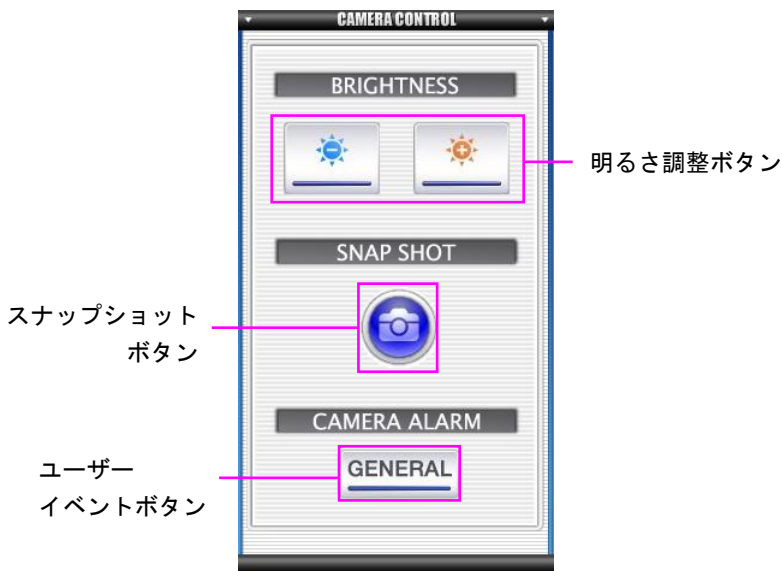 CAMERA CONTROL
BRIGHTNESS
明るさ調整ボタン
SNAP SHOT
スナップショット
ボタン
CAMERA ALARM
GENERAL
ユーザー
イベントボタン